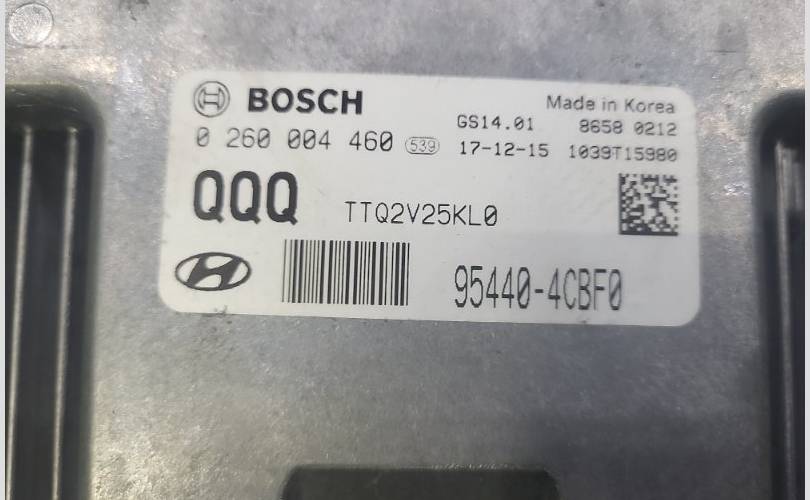 BOSCH
Made in Korea
GS14.01 8658 0212
0 260 004 460 539 17-12-15 1039T15980
QQQ TTQ2V25KL0
95440-4CBF0